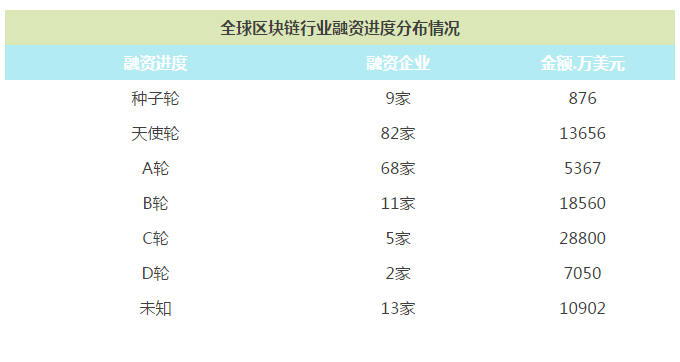 全球区块链行业融资进度分布情况
融资进度 融资企业 金额.万美元
种子轮 9家 876
天使轮 82家 13656
A轮 68家 5367
B轮 11家 18560
C轮 5家 28800
D轮 2家 7050
未知 13家 10902